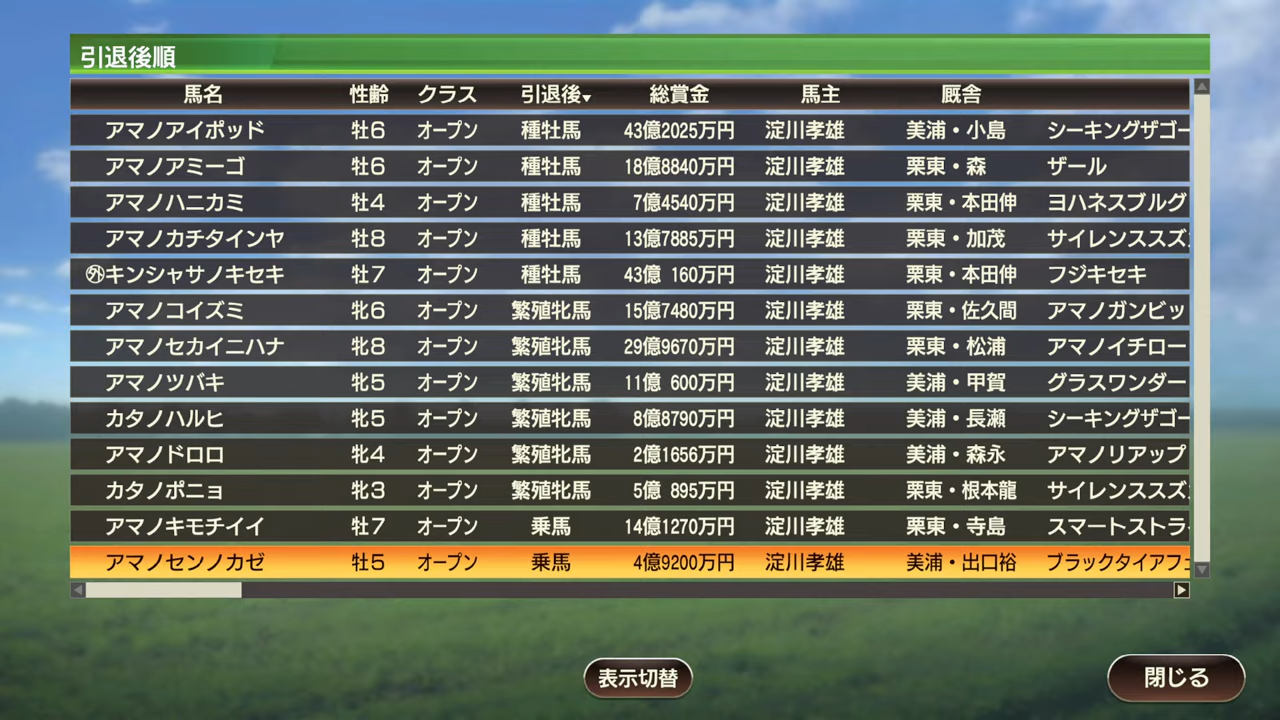 引退後順
馬名 性齢 クラス 引退後▼ 総賞金 馬主 厩舎
アマノアイポッド 牡6 オープン 種牡馬 43億2025万円 淀川孝雄 美浦・小島 シーキングザゴー
アマノアミーゴ 牡6 オープン 種牡馬 18億8840万円 淀川孝雄 栗東・森 ザール
アマノハニカミ 牡4 オープン 種牡馬 7億4540万円 淀川孝雄 栗東・本田伸 ヨハネスブルグ
アマノカチタインヤ 牡8 オープン 種牡馬 13億7885万円 淀川孝雄 栗東・加茂 サイレンススズ
㊕キンシャサノキセキ 牡7 オープン 種牡馬 43億 160万円 淀川孝雄 栗東・本田伸 フジキセキ
アマノコイズミ 牝6 オープン 繁殖牝馬 15億7480万円 淀川孝雄 栗東・佐久間 アマノガンビッ
アマノセカイニハナ 牝8 オープン 繁殖牝馬 29億9670万円 淀川孝雄 栗東・松浦 アマノイチロー
アマノツバキ 牝5 オープン 繁殖牝馬 11億 600万円 淀川孝雄 美浦・甲賀 グラスワンダー
カタノハルヒ 牝5 オープン 繁殖牝馬 8億8790万円 淀川孝雄 美浦・長瀬 シーキングザゴー
アマノドロロ 牝4 オープン 繁殖牝馬 2億1656万円 淀川孝雄 美浦・森永 アマノリアップ
カタノポニョ 牝3 オープン 繁殖牝馬 5億 895万円 淀川孝雄 栗東・根本龍 サイレンススズ
アマノキモチイイ 牡7 オープン 乗馬 14億1270万円 淀川孝雄 栗東・寺島 スマートストラ
アマノセンノカゼ 牡5 オープン 乗馬 4億9200万円 淀川孝雄 美浦・出口裕 ブラックタイアフェ
表示切替
閉じる